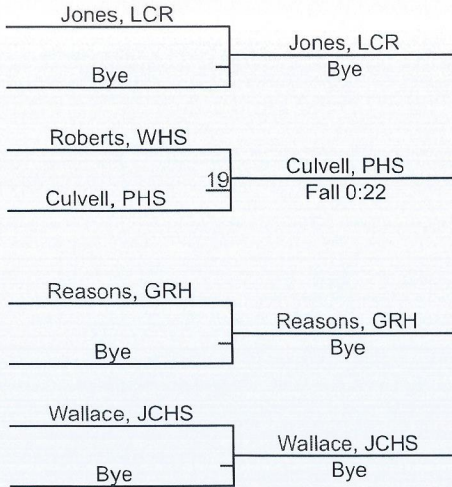 Jones, LCR
Bye
Jones, LCR
Bye
Roberts, WHS
19
Culvell, PHS
Culvell, PHS
Fall 0:22
Reasons, GRH
Bye
Reasons, GRH
Bye
Wallace, JCHS
Bye
Wallace, JCHS
Bye